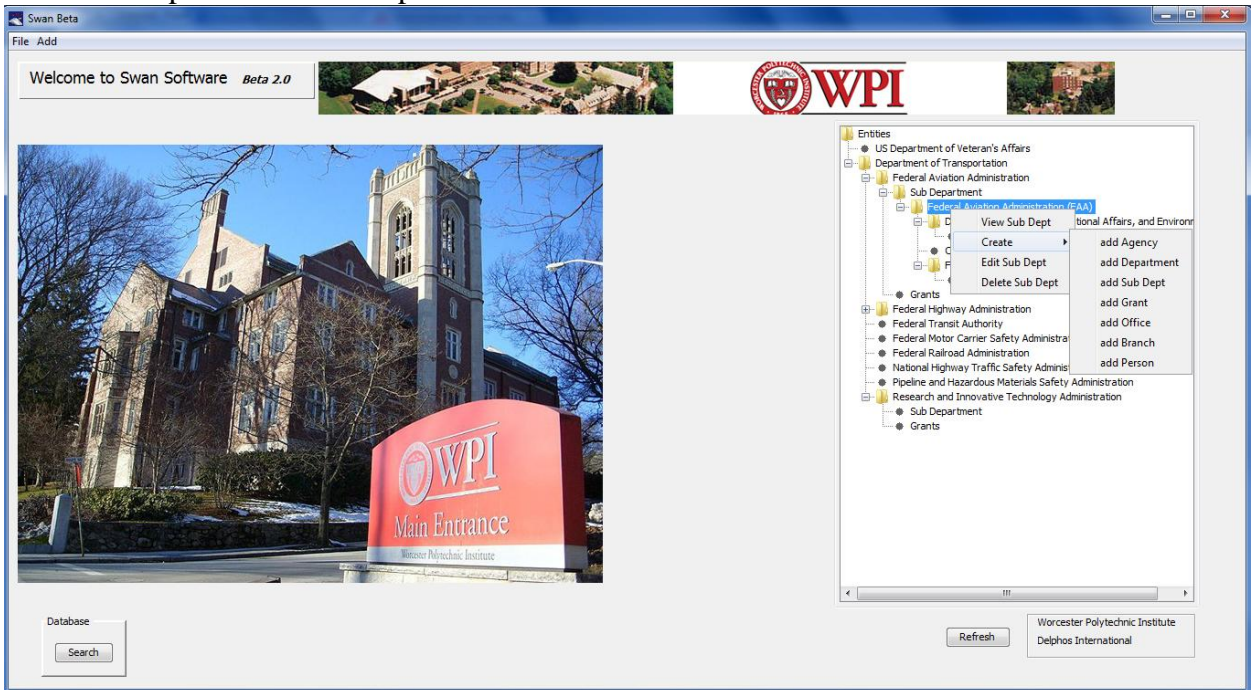 Swan Beta
File Add
Welcome to Swan Software Beta 2.0
WPI
Entities
US Department of Veteran's Affairs
Department of Transportation
Federal Aviation Administration
Sub Department
Federal Aviation Administration (FAA)
D
View Sub Dept
tional Affairs, and Environm
Create
add Agency
C
Edit Sub Dept
add Department
F
Delete Sub Dept
add Sub Dept
Grants
add Grant
Federal Highway Administration
add Office
Federal Transit Authority
Federal Motor Carrier Safety Administra
add Branch
Federal Railroad Administration
add Person
National Highway Traffic Safety Adminis
Pipeline and Hazardous Materials Safety Administration
Research and Innovative Technology Administration
Sub Department
Grants
WPI
Main Entrance
Worcester Polytechnic Institute
Database
Search
Refresh
Worcester Polytechnic Institute
Delphos International